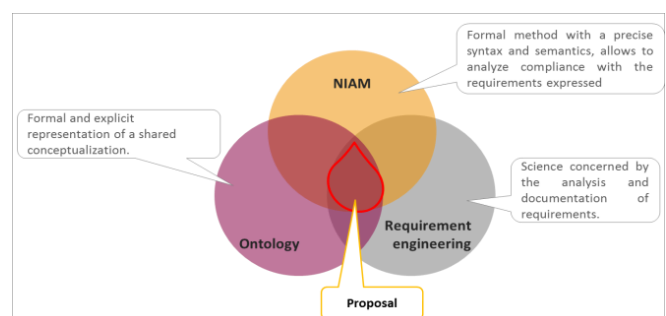 Formal method with a precise
syntax and semantics, allows to
analyze compliance with the
requirements expressed
NIAM
Formal and explicit
representation of a shared
conceptualization.
Science concerned by
the analysis and
documentation of
requirements.
Requirement
engineering
Ontology
Proposal